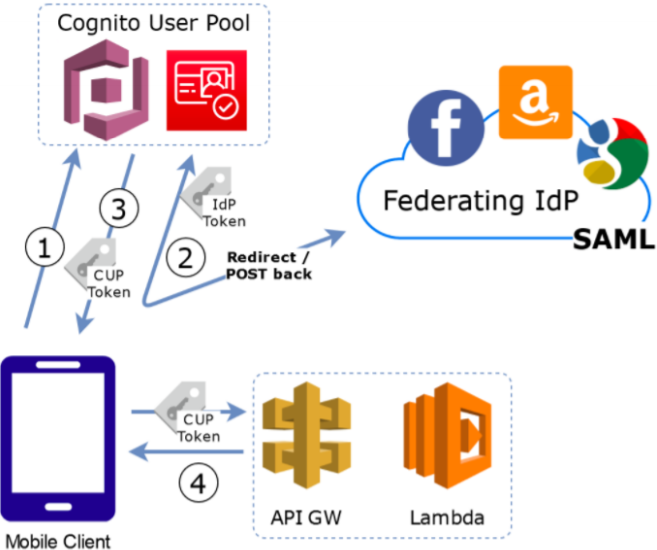 Cognito User Pool
f
a
Federating IdP
SAML
IdP
Token
3
1
2
CUP
Token
Redirect /
POST back
CUP
Token
4
API GW
Lambda
Mobile Client